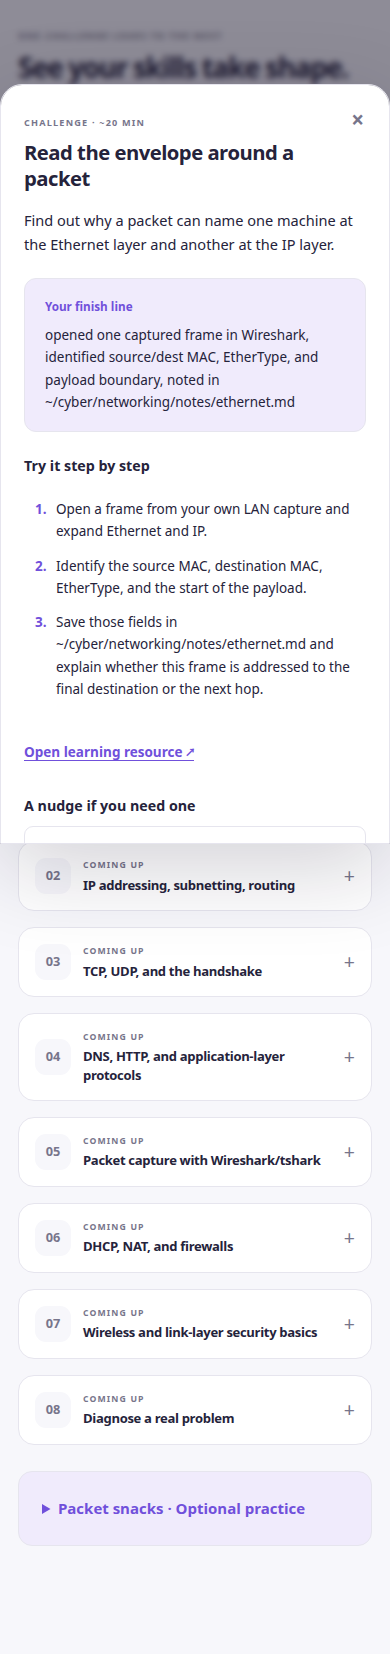 See your skills take shape.
CHALLENGE · ~20 MIN
×
Read the envelope around a
packet
Find out why a packet can name one machine at
the Ethernet layer and another at the IP layer.
Your finish line
opened one captured frame in Wireshark,
identified source/dest MAC, EtherType, and
payload boundary, noted in
~/cyber/networking/notes/ethernet.md
Try it step by step
1. Open a frame from your own LAN capture and
expand Ethernet and IP.
2. Identify the source MAC, destination MAC,
EtherType, and the start of the payload.
3. Save those fields in
~/cyber/networking/notes/ethernet.md and
explain whether this frame is addressed to the
final destination or the next hop.
Open learning resource ↗
A nudge if you need one
COMING UP
02 IP addressing, subnetting, routing +
COMING UP
03 TCP, UDP, and the handshake +
COMING UP
04 DNS, HTTP, and application-layer +
protocols
COMING UP
05 Packet capture with Wireshark/tshark +
COMING UP
06 DHCP, NAT, and firewalls +
COMING UP
07 Wireless and link-layer security basics +
COMING UP
08 Diagnose a real problem +
▶ Packet snacks · Optional practice